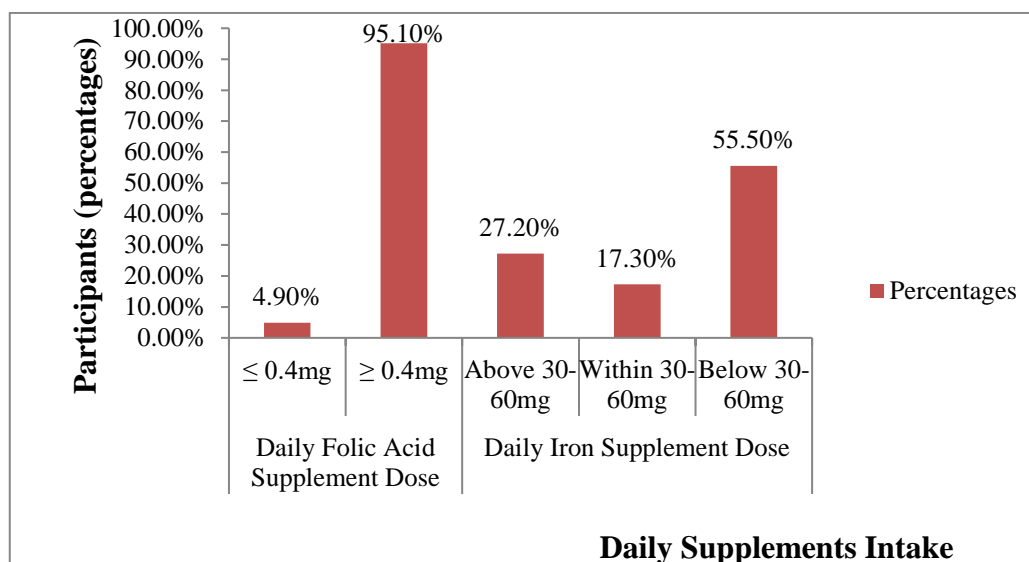 Participants (percentages)
100.00%
90.00%
80.00%
70.00%
60.00%
50.00%
40.00%
30.00%
20.00%
10.00%
0.00%
95.10%
55.50%
27.20%
17.30%
4.90%
Percentages
≤ 0.4mg
≥ 0.4mg
Above 30-
60mg
Within 30-
60mg
Below 30-
60mg
Daily Folic Acid
Supplement Dose
Daily Iron Supplement Dose
Daily Supplements Intake